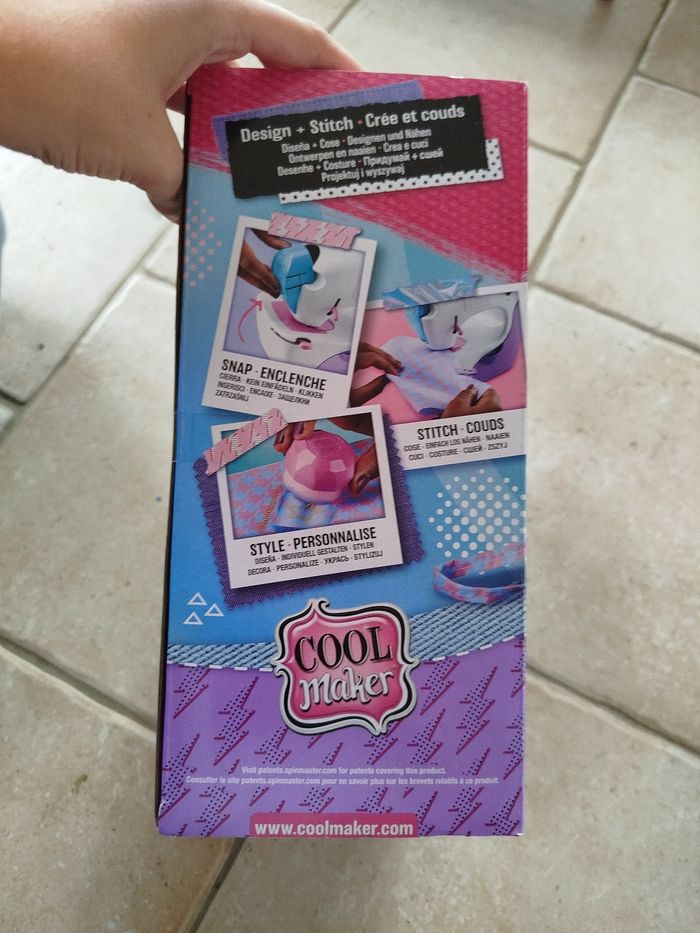 Design + Stitch • Crée et couds
Diseña + Cose • Designen und Nähen
Ontwerpen en naaien • Crea e cuci
Desenhe + Costure • Придумай + сшей
Projektuj i wyszywaj
SNAP • ENCLENCHE
CIERRA • KEIN EINFÄDELN • KLIKKEN
INSERISCI • ENCAIXE • ЗАЩЕЛКНИ
ZATRZAŚNIJ
STITCH • COUDS
COSE • EINFACH LOS NÄHEN • NAAIEN
CUCI • COSTURE • СШЕЙ • ZSZYJ
STYLE • PERSONNALISE
DISEÑA • INDIVIDUELL GESTALTEN • STYLEN
DECORA • PERSONALIZE • УКРАСЬ • STYLIZUJ
COOL
Maker
Visit patents.spinmaster.com for patents covering this product.
Consulter le site patents.spinmaster.com pour en savoir plus sur les brevets relatifs à ce produit.
www.coolmaker.com